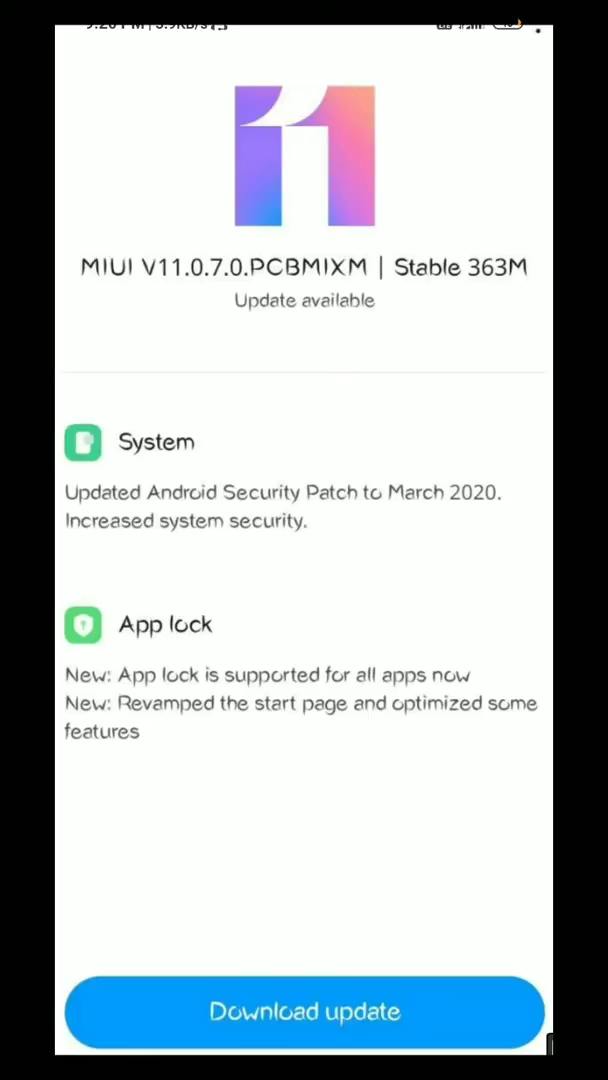 MIUI V11.0.7.0.PCBMIXM | Stable 363M
Update available
System
Updated Android Security Patch to March 2020.
Increased system security.
App lock
New: App lock is supported for all apps now
New: Revamped the start page and optimized some
features
Download update